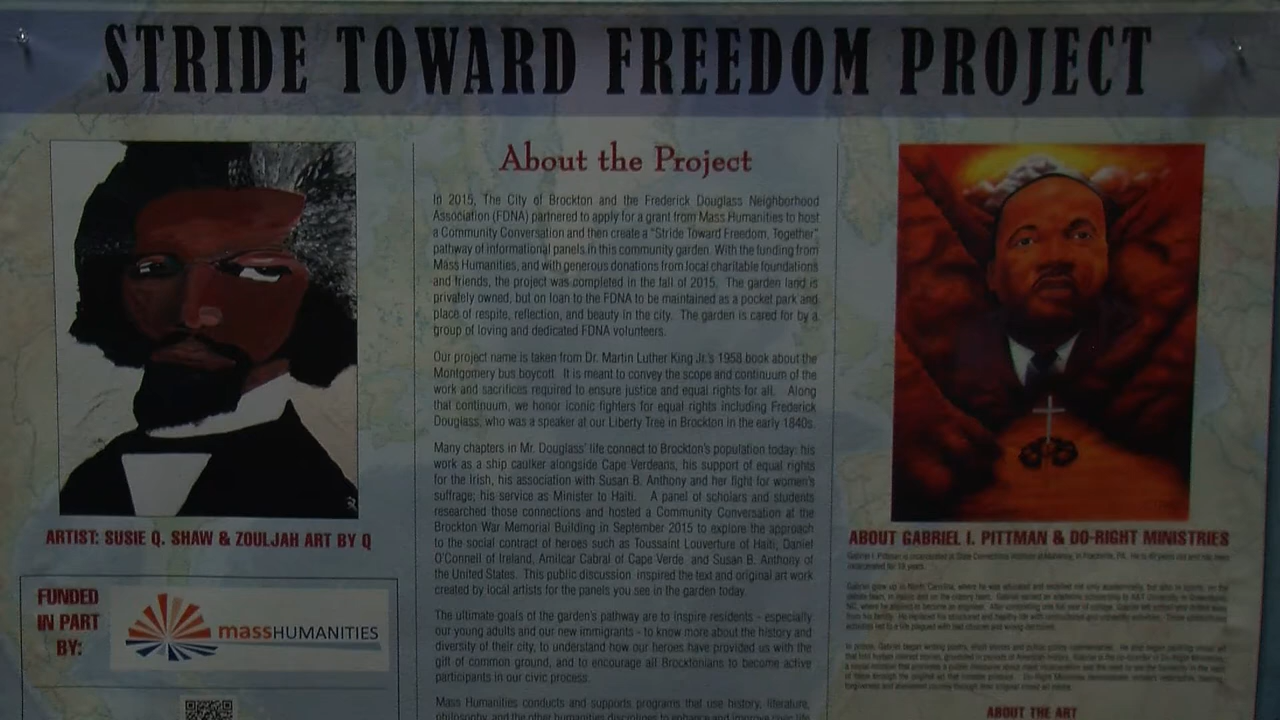 STRIDE TOWARD FREEDOM PROJECT
ARTIST: SUSIE Q. SHAW & ZOULJAH ART BY Q
FUNDED
IN PART
BY:
massHUMANITIES
About the Project
In 2015, The City of Brockton and the Frederick Douglass Neighborhood
Association (FDNA) partnered to apply for a grant from Mass Humanities to host
a Community Conversation and then create a "Stride Toward Freedom, Together"
pathway of informational panels in this community garden. With the funding from
Mass Humanities, and with generous donations from local charitable foundations
and friends, the project was completed in the fall of 2015. The garden land is
privately owned, but on loan to the FDNA to be maintained as a pocket park and
place of respite, reflection, and beauty in the city. The garden is cared for by a
group of loving and dedicated FDNA volunteers.
Our project name is taken from Dr. Martin Luther King Jr.'s 1958 book about the
Montgomery bus boycott. It is meant to convey the scope and continuum of the
work and sacrifices required to ensure justice and equal rights for all. Along
that continuum, we honor iconic fighters for equal rights including Frederick
Douglass, who was a speaker at our Liberty Tree in Brockton in the early 1840s.
Many chapters in Mr. Douglass' life connect to Brockton's population today: his
work as a ship caulker alongside Cape Verdeans, his support of equal rights
for the Irish, his association with Susan B. Anthony and her fight for women's
suffrage; his service as Minister to Haiti. A panel of scholars and students
researched those connections and hosted a Community Conversation at the
Brockton War Memorial Building in September 2015 to explore the approach
to the social contract of heroes such as Toussaint Louverture of Haiti, Daniel
O'Connell of Ireland, Amilcar Cabral of Cape Verde and Susan B. Anthony of
the United States. This public discussion inspired the text and original art work
created by local artists for the panels you see in the garden today.
The ultimate goals of the garden's pathway are to inspire residents - especially
our young adults and our new immigrants - to know more about the history and
diversity of their city, to understand how our heroes have provided us with the
gift of common ground, and to encourage all Brocktonians to become active
participants in our civic process.
Mass Humanities conducts and supports programs that use history, literature,
philosophy, and the other humanities disciplines to enhance and improve civic life
ABOUT GABRIEL I. PITTMAN & DO-RIGHT MINISTRIES
ABOUT THE ART